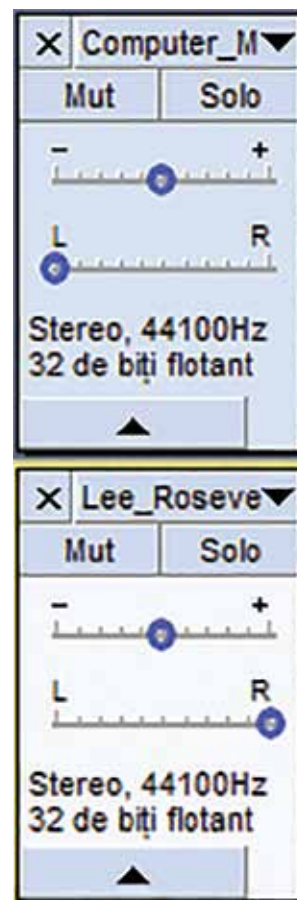 × Computer_M
Mut Solo
- +
L R
Stereo, 44100Hz
32 de biți flotant
× Lee_Roseve
Mut Solo
- +
L R
Stereo, 44100Hz
32 de biți flotant